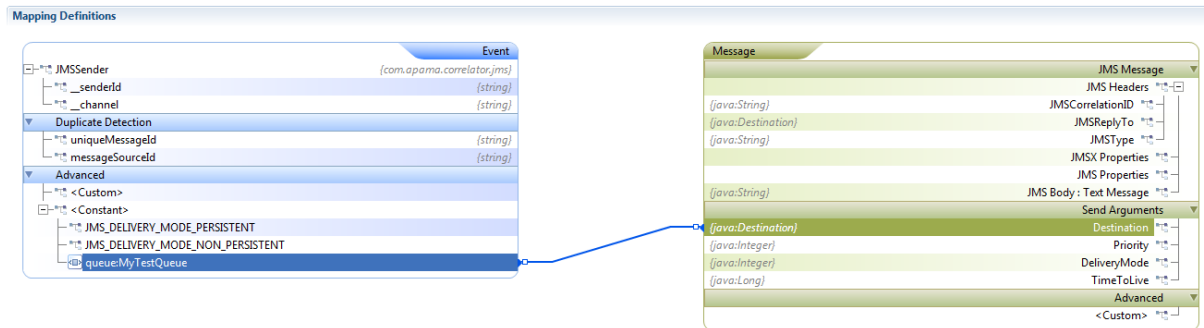 Mapping Definitions
Event
JMSSender {com.apama.correlator.jms}
__senderId {string}
__channel {string}
Duplicate Detection
uniqueMessageId {string}
messageSourceId {string}
Advanced
<Custom>
<Constant>
JMS_DELIVERY_MODE_PERSISTENT
JMS_DELIVERY_MODE_NON_PERSISTENT
queue:MyTestQueue
Message
JMS Message
JMS Headers
{java:String} JMSCorrelationID
{java:Destination} JMSReplyTo
{java:String} JMSType
JMSX Properties
JMS Properties
{java:String} JMS Body : Text Message
Send Arguments
{java:Destination} Destination
{java:Integer} Priority
{java:Integer} DeliveryMode
{java:Long} TimeToLive
Advanced
<Custom>